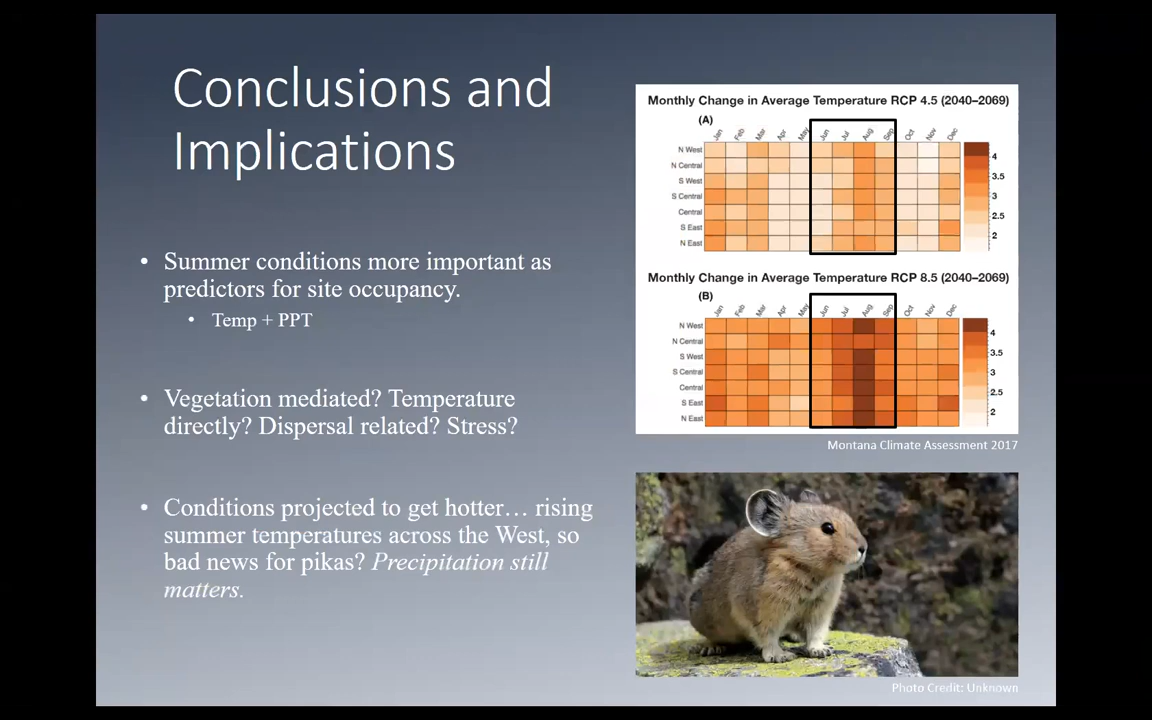 Conclusions and
Implications
• Summer conditions more important as
predictors for site occupancy.
• Temp + PPT
• Vegetation mediated? Temperature
directly? Dispersal related? Stress?
• Conditions projected to get hotter… rising
summer temperatures across the West, so
bad news for pikas? Precipitation still
matters.
Monthly Change in Average Temperature RCP 4.5 (2040–2069)
(A)
Jan Feb Mar Apr May Jun Jul Aug Sep Oct Nov Dec
N West
N Central
S West
S Central
Central
S East
N East
4
3.5
3
2.5
2
Monthly Change in Average Temperature RCP 8.5 (2040–2069)
(B)
Jan Feb Mar Apr May Jun Jul Aug Sep Oct Nov Dec
N West
N Central
S West
S Central
Central
S East
N East
4
3.5
3
2.5
2
Montana Climate Assessment 2017
Photo Credit: Unknown